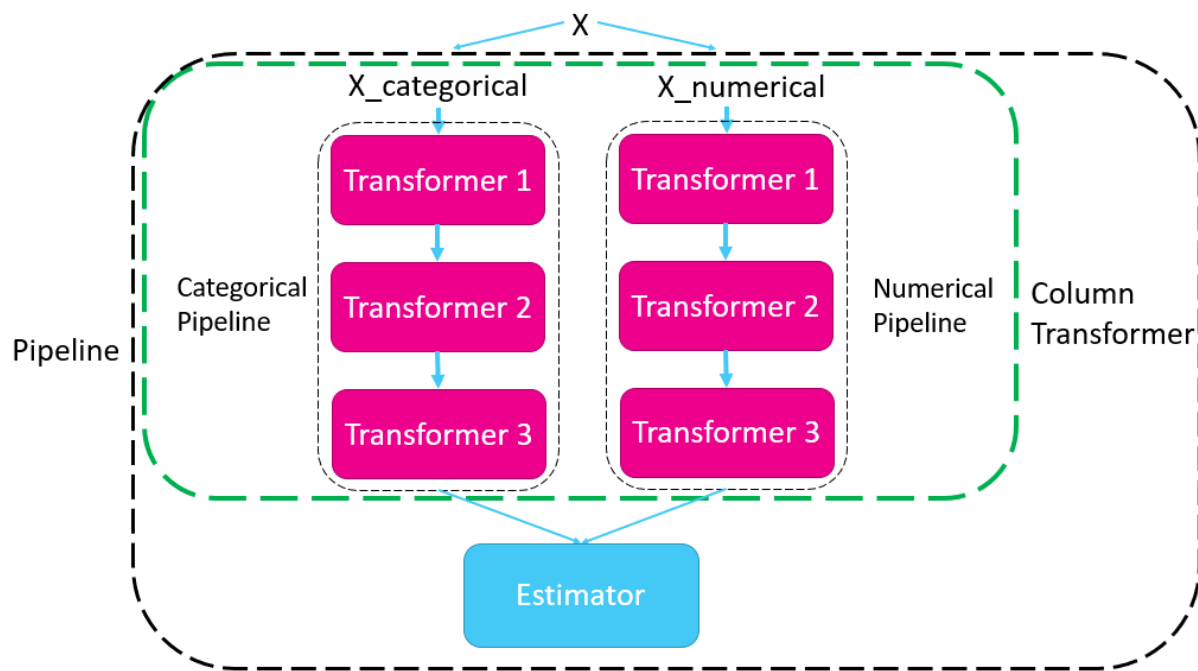 X
X_categorical
X_numerical
Transformer 1
Transformer 1
Categorical
Pipeline
Transformer 2
Transformer 2
Numerical
Pipeline
Column
Transformer
Pipeline
Transformer 3
Transformer 3
Estimator